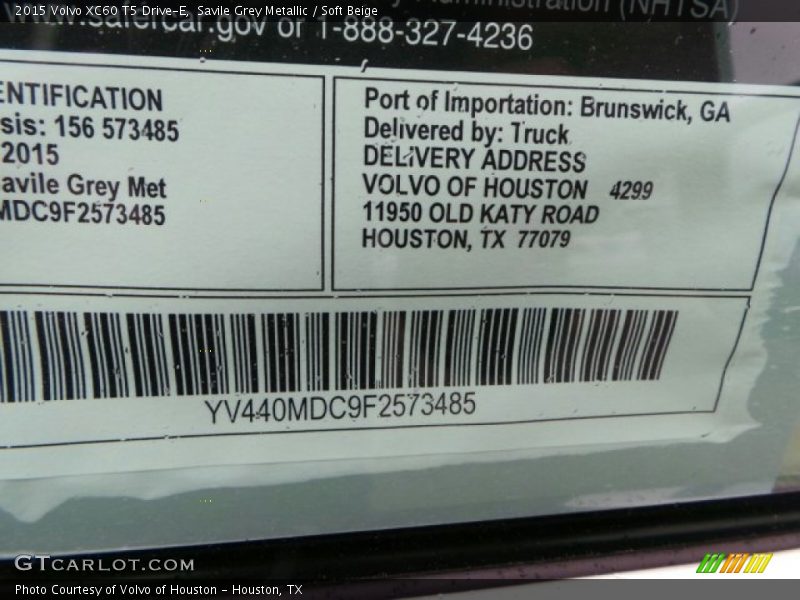 2015 Volvo XC60 T5 Drive-E, Savile Grey Metallic / Soft Beige
Administration (NHTSA)
www.safercar.gov or 1-888-327-4236
ENTIFICATION
sis: 156 573485
2015
avile Grey Met
MDC9F2573485
Port of Importation: Brunswick, GA
Delivered by: Truck
DELIVERY ADDRESS
VOLVO OF HOUSTON 4299
11950 OLD KATY ROAD
HOUSTON, TX 77079
YV440MDC9F2573485
GTCARLOT.COM
Photo Courtesy of Volvo of Houston - Houston, TX